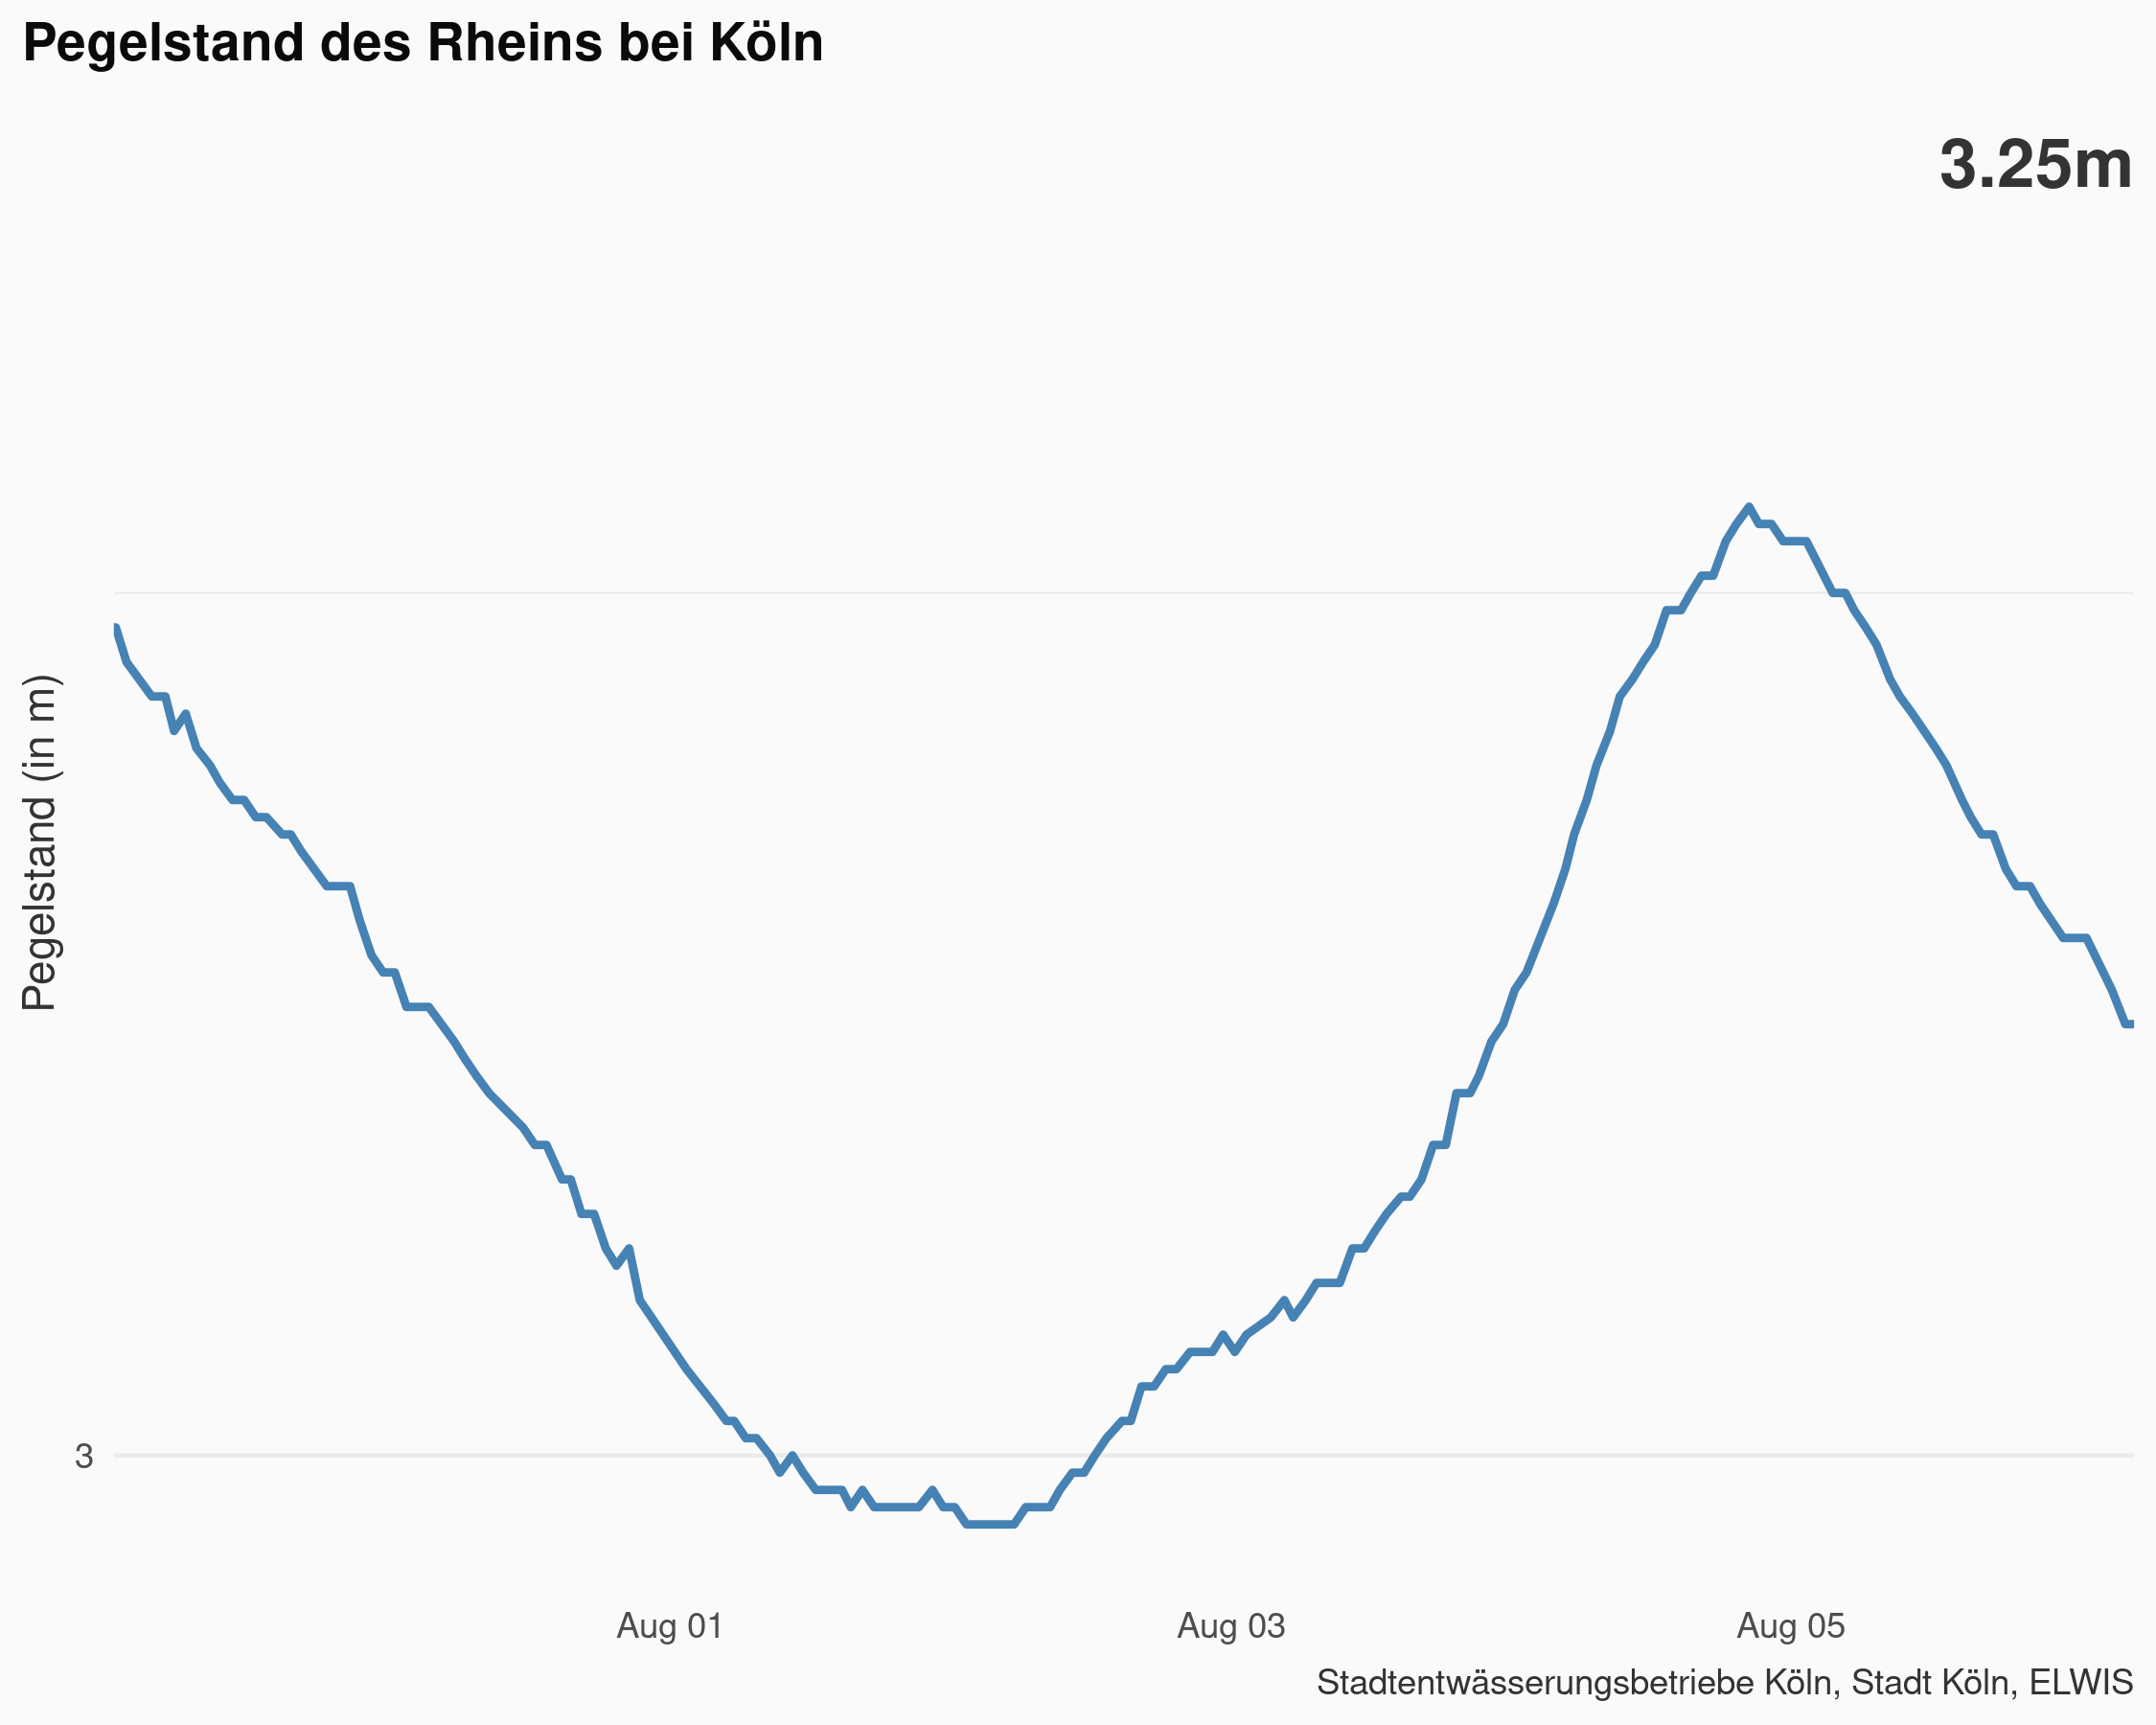 Pegelstand des Rheins bei Köln
3.25m
Pegelstand (in m)
3
Aug 01
Aug 03
Aug 05
Stadtentwässerungsbetriebe Köln, Stadt Köln, ELWIS